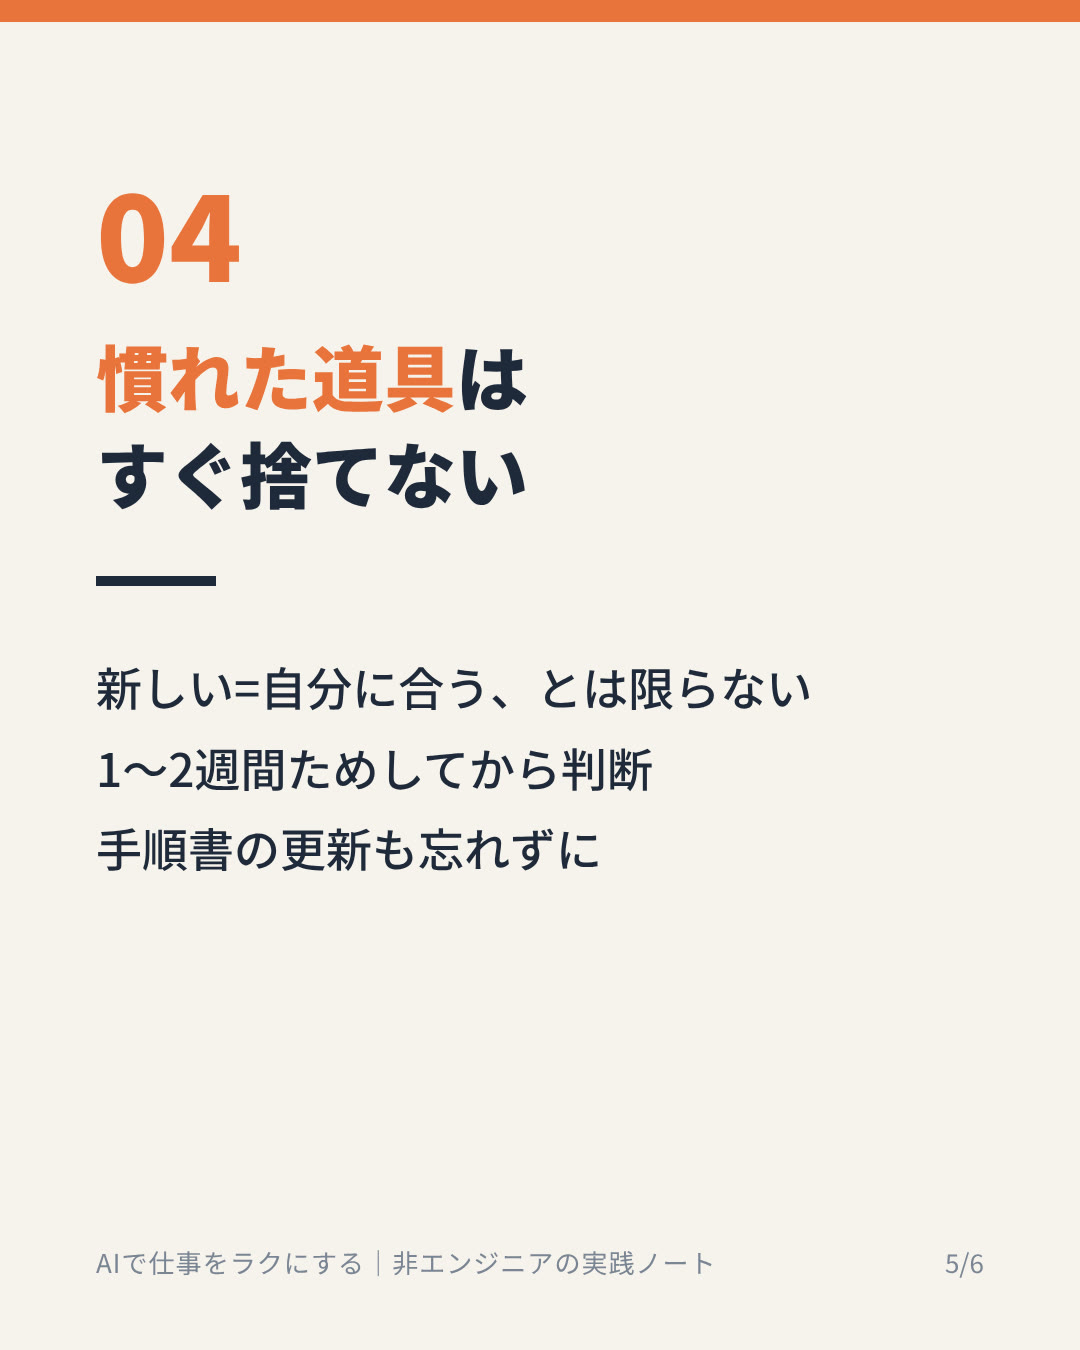 04
慣れた道具は
すぐ捨てない
新しい=自分に合う、とは限らない
1〜2週間ためしてから判断
手順書の更新も忘れずに
AIで仕事をラクにする｜非エンジニアの実践ノート
5/6